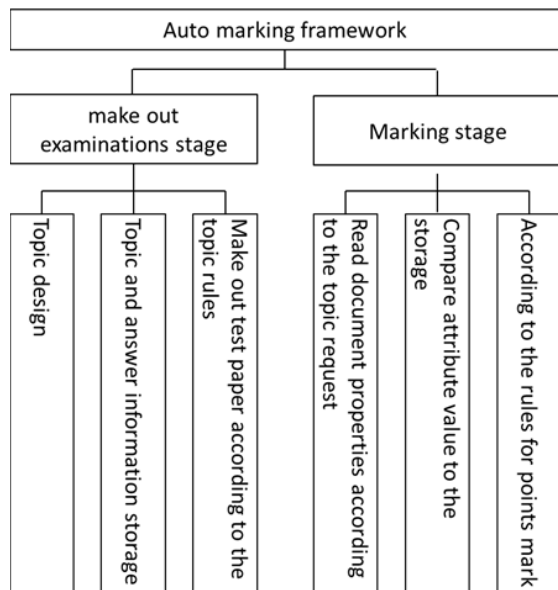 Auto marking framework
make out
examinations stage
Marking stage
Topic design
Topic and answer information storage
Make out test paper according to the
topic rules
Read document properties according
to the topic request
Compare attribute value to the
storage
According to the rules for points mark